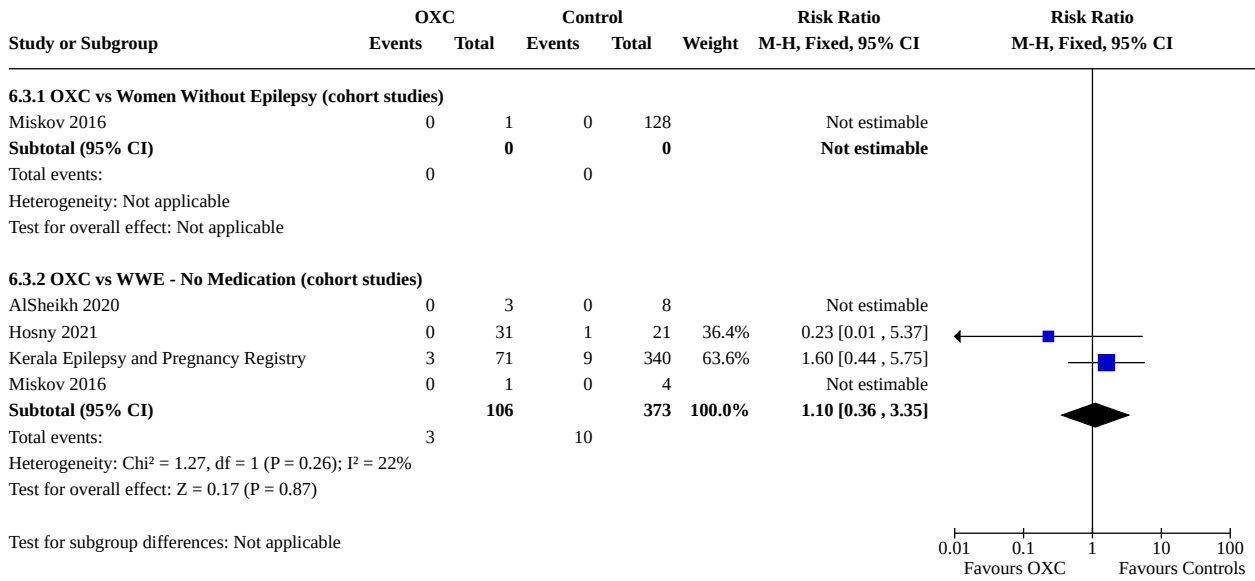 OXC Control Risk Ratio Risk Ratio
Study or Subgroup Events Total Events Total Weight M-H, Fixed, 95% CI M-H, Fixed, 95% CI
6.3.1 OXC vs Women Without Epilepsy (cohort studies)
Miskov 2016 0 1 0 128 Not estimable
Subtotal (95% CI) 0 0 Not estimable
Total events: 0 0
Heterogeneity: Not applicable
Test for overall effect: Not applicable
6.3.2 OXC vs WWE - No Medication (cohort studies)
AlSheikh 2020 0 3 0 8 Not estimable
Hosny 2021 0 31 1 21 36.4% 0.23 [0.01 , 5.37]
Kerala Epilepsy and Pregnancy Registry 3 71 9 340 63.6% 1.60 [0.44 , 5.75]
Miskov 2016 0 1 0 4 Not estimable
Subtotal (95% CI) 106 373 100.0% 1.10 [0.36 , 3.35]
Total events: 3 10
Heterogeneity: Chi² = 1.27, df = 1 (P = 0.26); I² = 22%
Test for overall effect: Z = 0.17 (P = 0.87)
Test for subgroup differences: Not applicable
0.01 0.1 1 10 100
Favours OXC Favours Controls